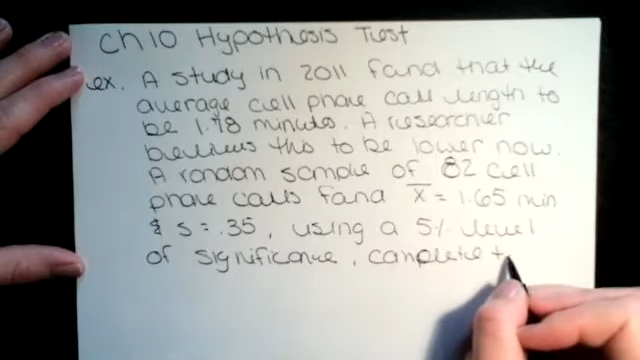 Ch 10 Hypothesis Test
ex. A study in 2011 found that the
average cell phone call length to
be 1.78 minutes. A researcher
believes this to be lower now.
A random sample of 82 cell
phone calls found x̄ = 1.65 min
& s = .35, using a 5% level
of significance, complete t